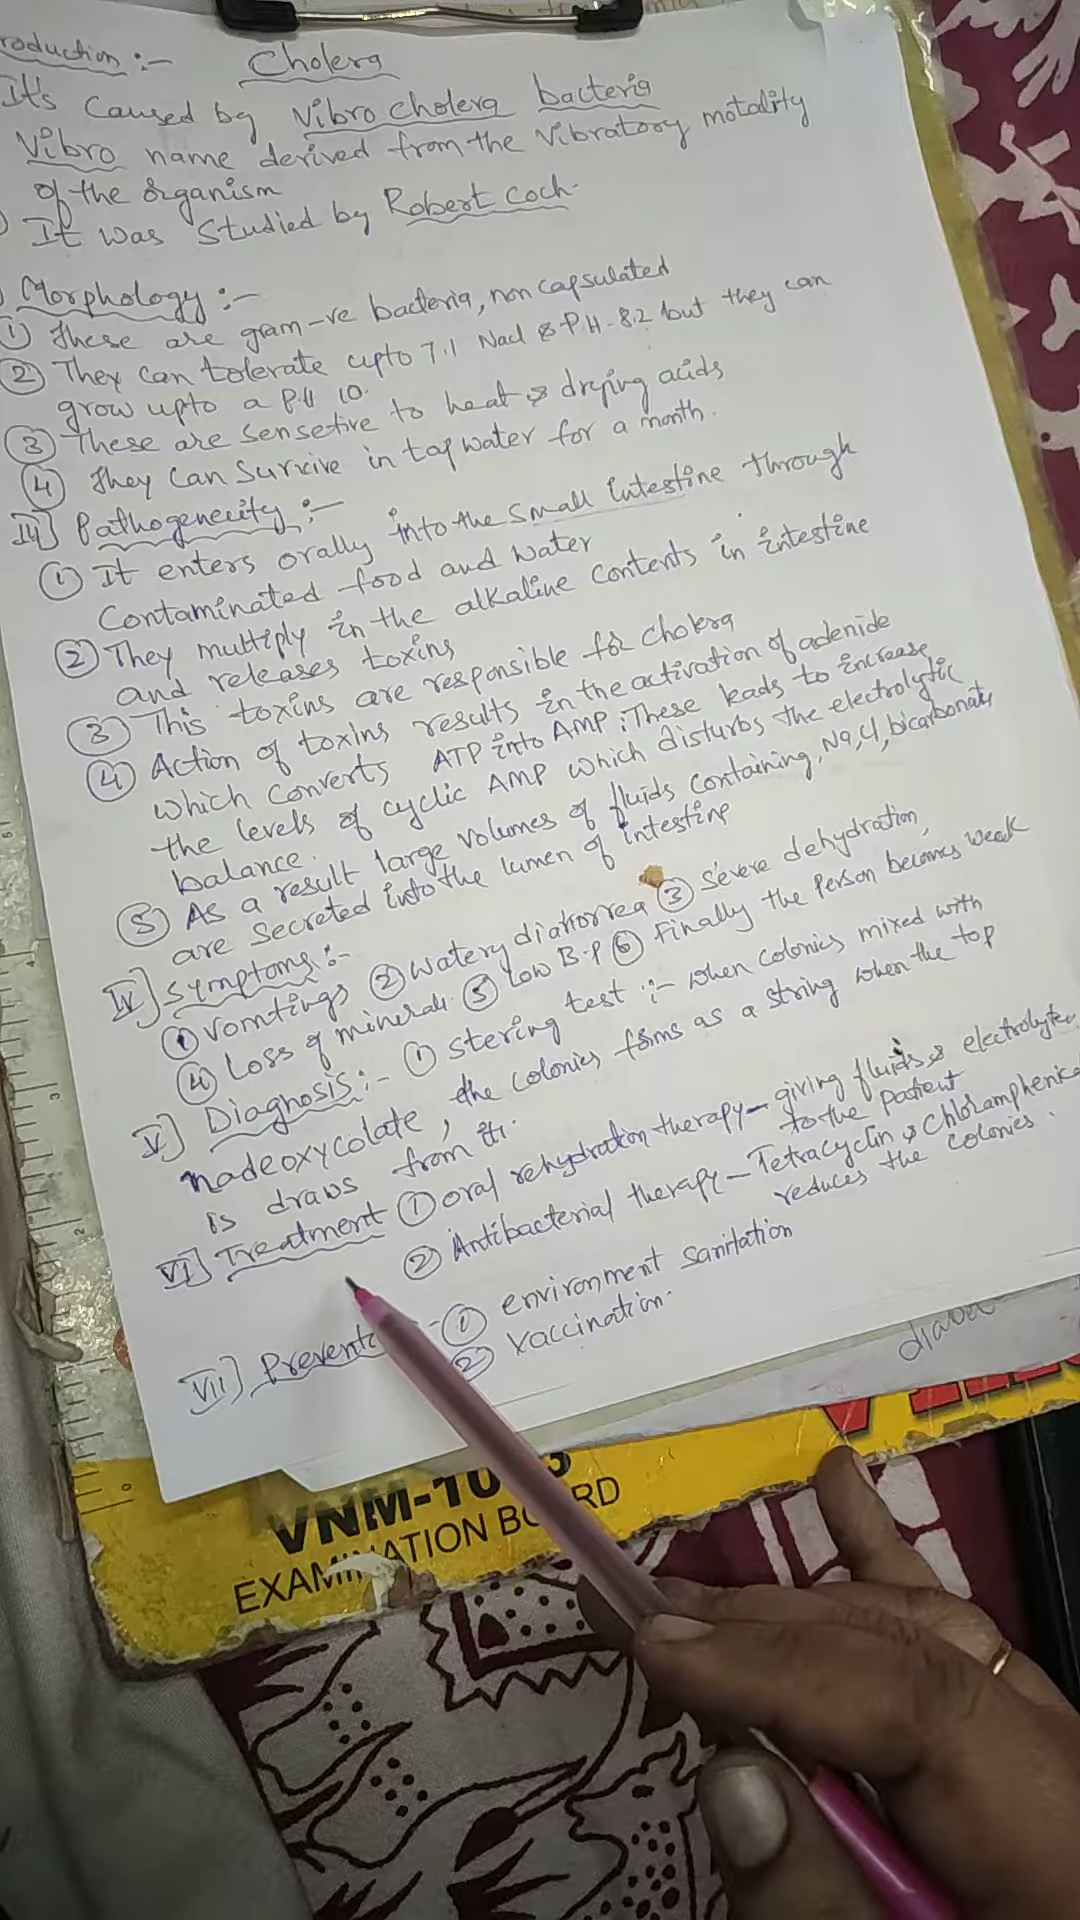 roduction :- Cholera
It's caused by Vibro cholera bacteria
Vibro name derived from the vibratory motality
of the organism
It was studied by Robert Coch.
Morphology :-
① These are gram -ve bacteria, non capsulated
② They can tolerate upto 7.1 Nacl & P.H - 8.2 but they can
grow upto a P.H 10.
③ These are sensetive to heat & drying acids
④ They can survive in tap water for a month.
Pathogenecity :-
① It enters orally into the small intestine through
contaminated food and water
② They multiply in the alkaline contents in intestine
and releases toxins
③ This toxins are responsible for cholera
④ Action of toxins results in the activation of adenide
which converts ATP into AMP. These leads to increase
the levels of cyclic AMP which disturbs the electrolytic
balance.
⑤ As a result large volumes of fluids containing, Na, Cl, bicarbonate,
are secreted into the lumen of intestine
IV] Symptoms :-
① Vomtings ② Watery diahorrea ③ severe dehydration,
④ Loss of minerals ⑤ Low B.P ⑥ Finally the person becomes weak
V] Diagnosis :- ① stering test :- when colonies mixed with
nadeoxycolate, the colonies forms as a string when the top
is draws from it.
VI] Treatment ① oral rehydration therapy - giving fluids & electrolytes
to the patient
② Antibacterial therapy - Tetracyclin & Chloramphenico
reduces the colonies.
VII] Prevent - ① environment sanitation
② vaccination.
VNM-10
EXAMINATION BOARD